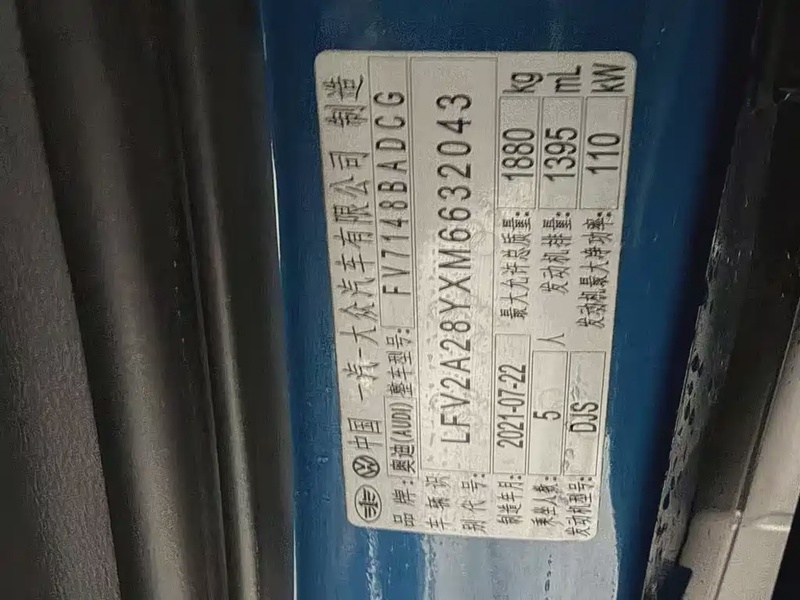 中国 一汽-大众汽车有限公司 制造
品牌: 奥迪(AUDI) 整车型号: FV7148BADCG
车辆识别代号: LFV2A28YXM6632043
制造年月: 2021-07-22 最大允许总质量: 1880 kg
乘坐人数: 5 人 发动机排量: 1395 mL
发动机型号: DJS 发动机最大净功率: 110 kW